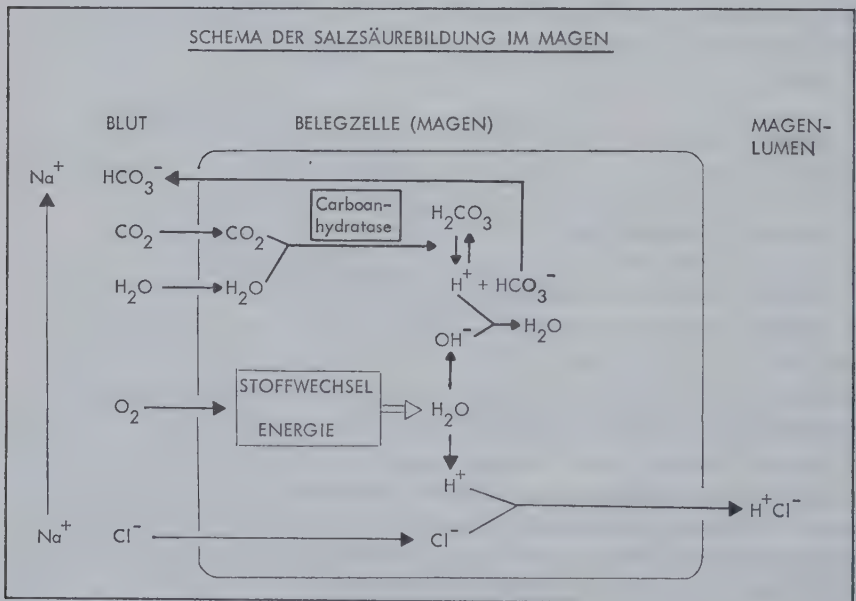 SCHEMA DER SALZSÄUREBILDUNG IM MAGEN
BLUT BELEGZELLE (MAGEN) MAGEN-
LUMEN
Na⁺ HCO₃⁻
Carboan-
hydratase
H₂CO₃
CO₂ CO₂
H₂O H₂O H⁺ + HCO₃⁻
OH⁻ H₂O
STOFFWECHSEL
ENERGIE
O₂ H₂O
H⁺
H⁺Cl⁻
Na⁺ Cl⁻ Cl⁻